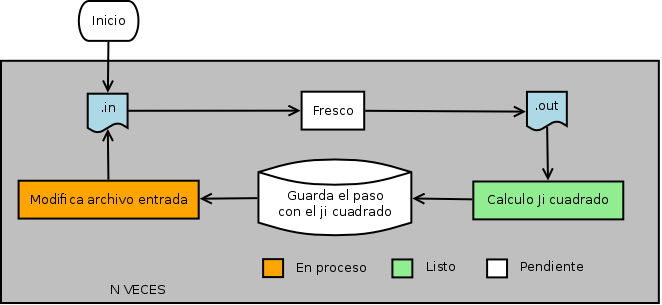 Inicio
.in
Fresco
.out
Modifica archivo entrada
Guarda el paso
con el ji cuadrado
Calculo Ji cuadrado
En proceso
Listo
Pendiente
N VECES